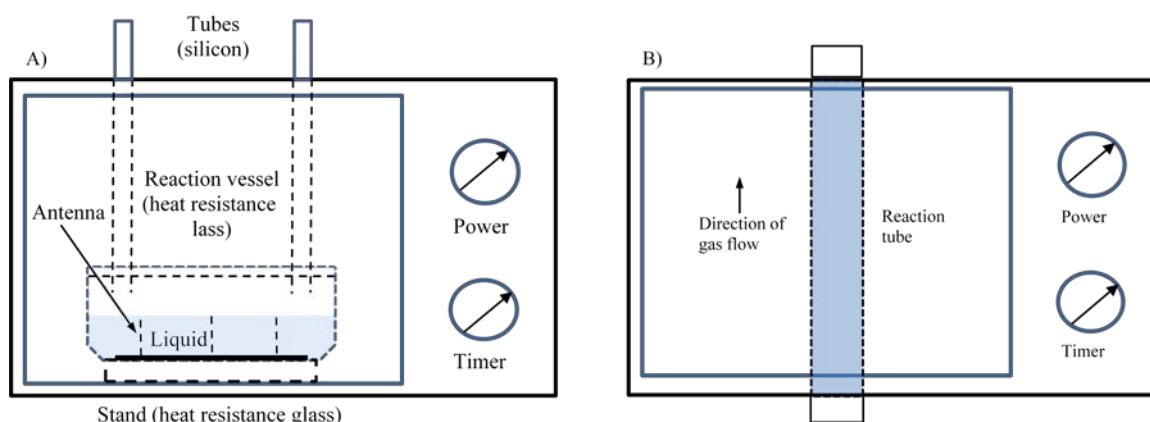 Tubes
(silicon)
A)
Reaction vessel
(heat resistance
lass)
Antenna
Liquid
Power
Timer
Stand (heat resistance glass)
B)
Direction of
gas flow
Reaction
tube
Power
Timer